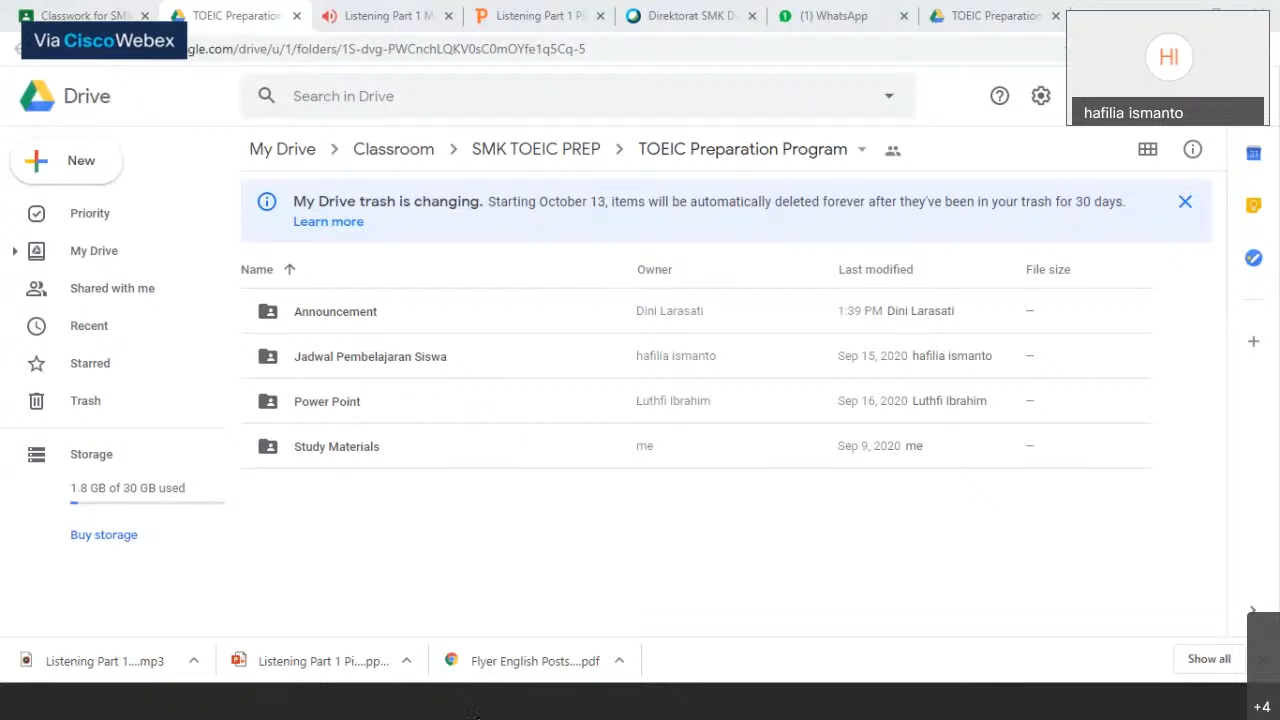 Classwork for SM
TOEIC Preparation
Listening Part 1 M
Listening Part 1 Pi
Direktorat SMK Da
(1) WhatsApp
TOEIC Preparation
Via Cisco Webex
gle.com/drive/u/1/folders/1S-dvg-PWCnchLQKV0sC0mOYfe1q5Cq-5
HI
hafilia ismanto
Drive
Search in Drive
New
My Drive > Classroom > SMK TOEIC PREP > TOEIC Preparation Program
Priority
My Drive
Shared with me
Recent
Starred
Trash
Storage
1.8 GB of 30 GB used
Buy storage
My Drive trash is changing. Starting October 13, items will be automatically deleted forever after they've been in your trash for 30 days.
Learn more
Name Owner Last modified File size
Announcement Dini Larasati 1:39 PM Dini Larasati –
Jadwal Pembelajaran Siswa hafilia ismanto Sep 15, 2020 hafilia ismanto –
Power Point Luthfi Ibrahim Sep 16, 2020 Luthfi Ibrahim –
Study Materials me Sep 9, 2020 me –
31
Listening Part 1....mp3
Listening Part 1 Pi....pp...
Flyer English Posts....pdf
Show all
+4